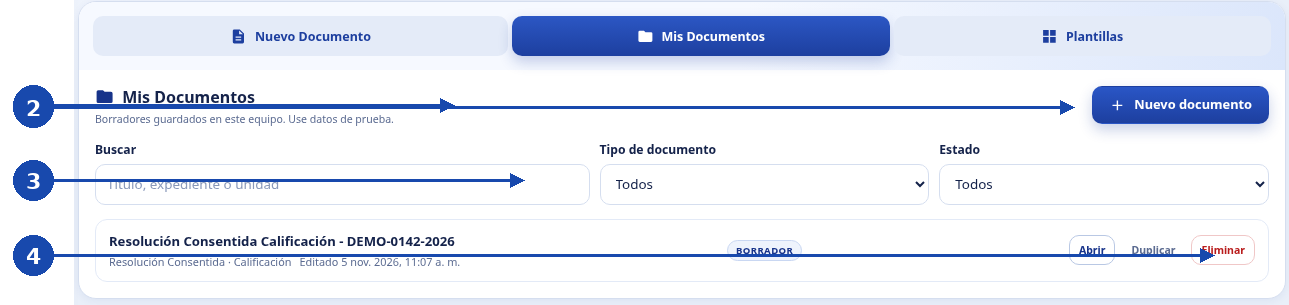 Nuevo Documento
Mis Documentos
Plantillas
2
Mis Documentos
Nuevo documento
Borradores guardados en este equipo. Use datos de prueba.
Buscar
Tipo de documento
Estado
3
Título, expediente o unidad
Todos
Todos
4
Resolución Consentida Calificación - DEMO-0142-2026
BORRADOR
Abrir
Duplicar
Eliminar
Resolución Consentida · Calificación Editado 5 nov. 2026, 11:07 a. m.